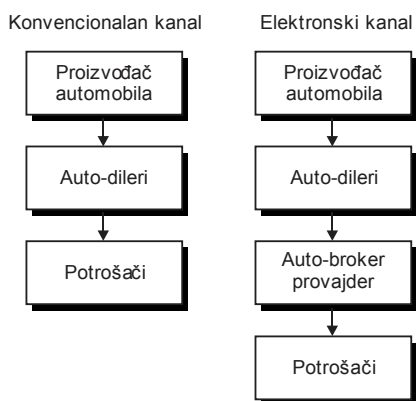 Konvencionalan kanal
Proizvođač
automobila
Auto-dileri
Potrošači
Elektronski kanal
Proizvođač
automobila
Auto-dileri
Auto-broker
provajder
Potrošači